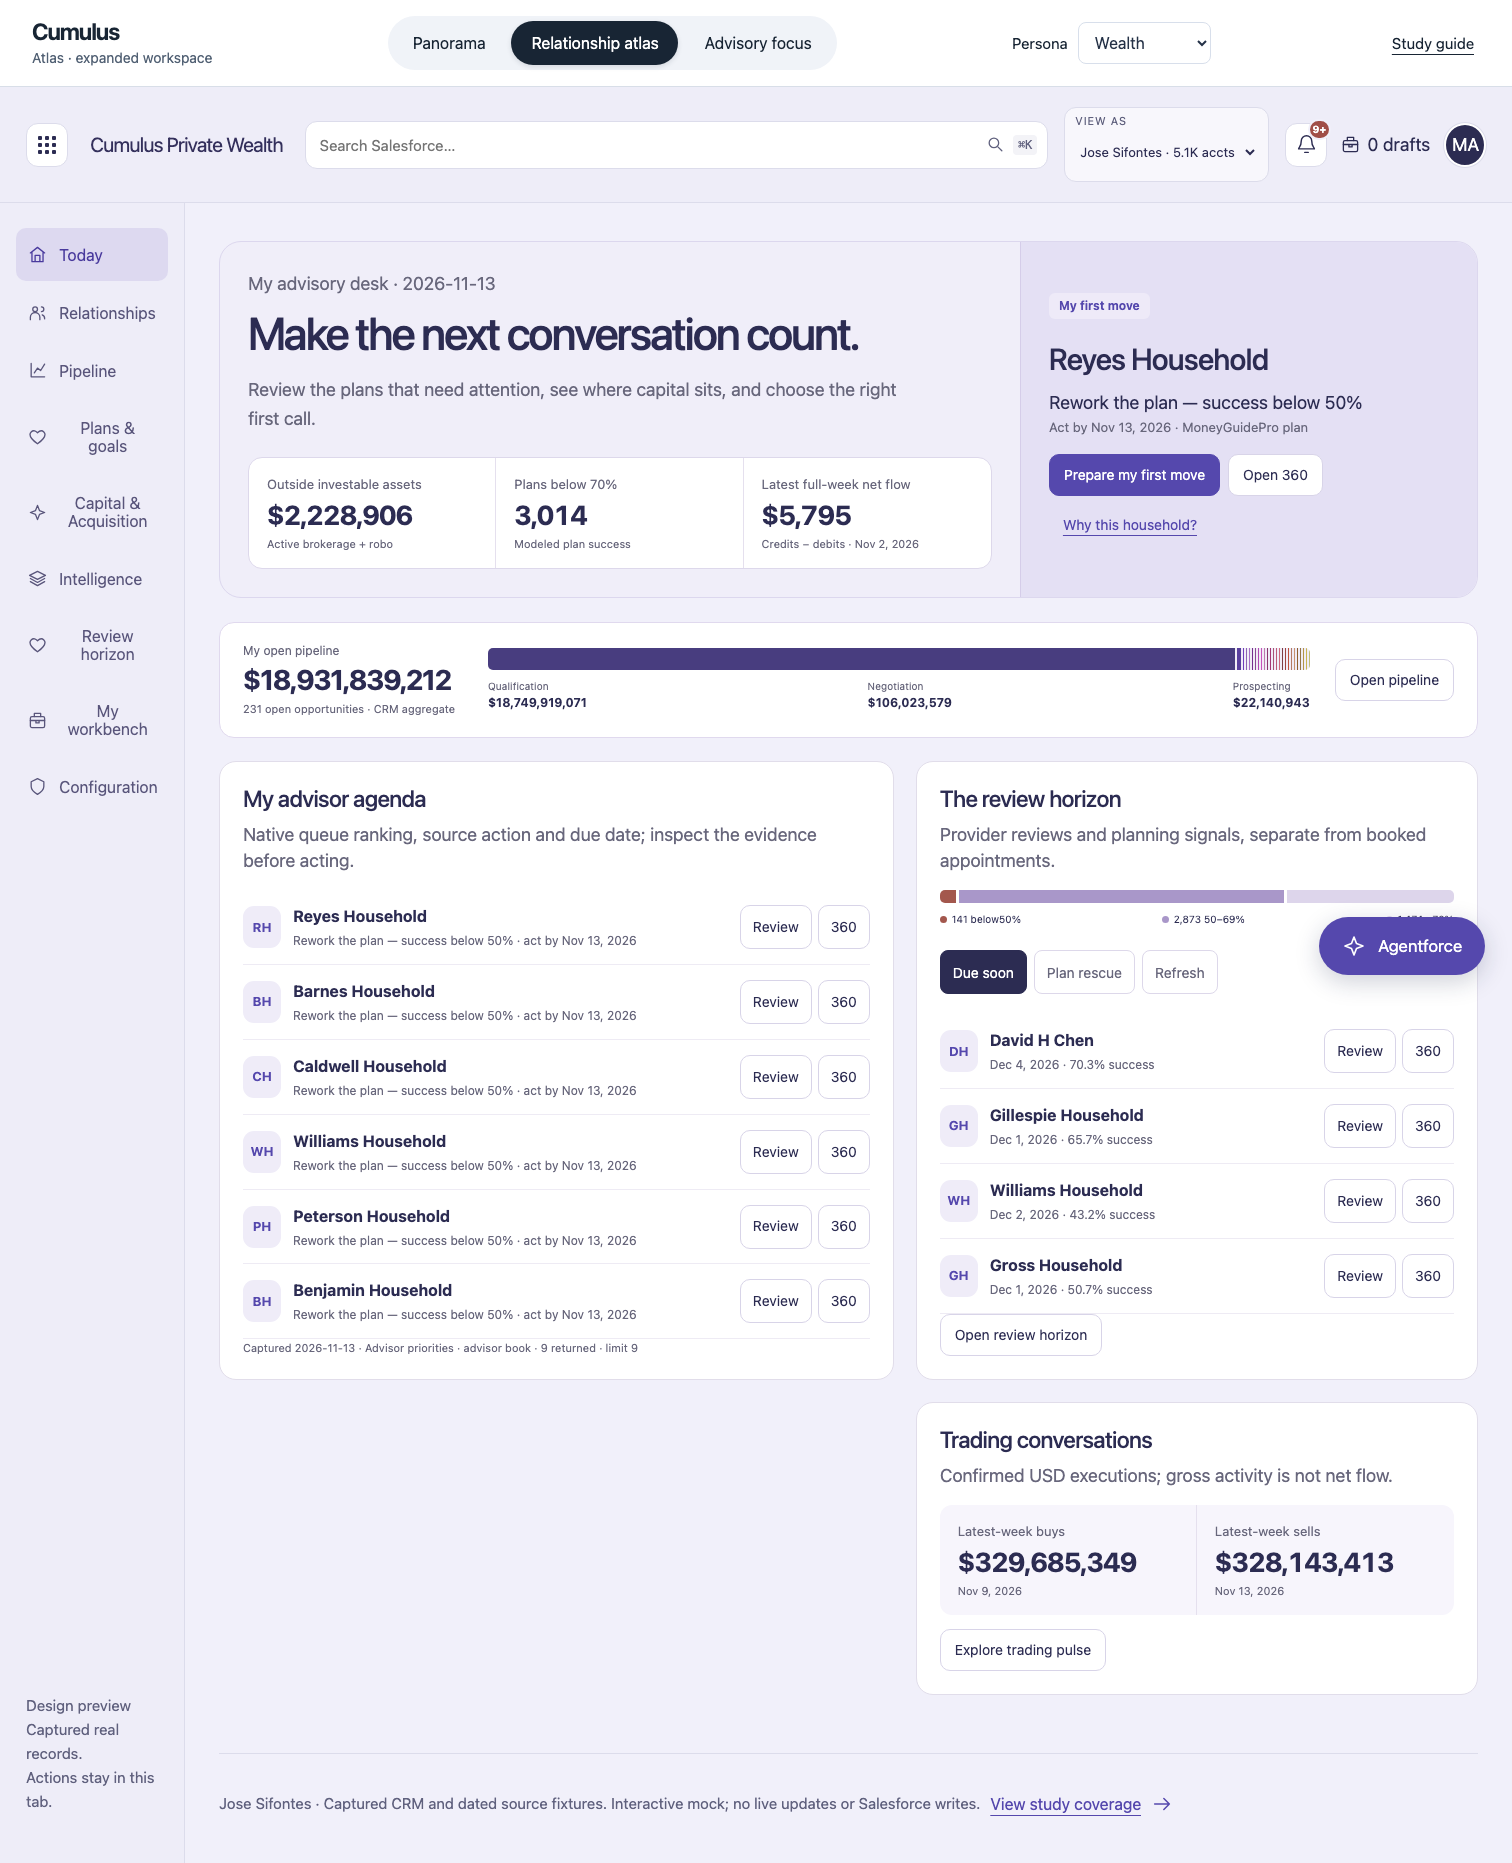 Cumulus
Atlas · expanded workspace
Panorama
Relationship atlas
Advisory focus
Persona
Wealth
Study guide
Cumulus Private Wealth
Search Salesforce...
⌘K
VIEW AS
Jose Sifontes · 5.1K accts
9+
0 drafts
MA
Today
Relationships
Pipeline
Plans &
goals
Capital &
Acquisition
Intelligence
Review
horizon
My
workbench
Configuration
Design preview
Captured real
records.
Actions stay in this
tab.
My advisory desk · 2026-11-13
Make the next conversation count.
Review the plans that need attention, see where capital sits, and choose the right
first call.
Outside investable assets
$2,228,906
Active brokerage + robo
Plans below 70%
3,014
Modeled plan success
Latest full-week net flow
$5,795
Credits − debits · Nov 2, 2026
My first move
Reyes Household
Rework the plan — success below 50%
Act by Nov 13, 2026 · MoneyGuidePro plan
Prepare my first move
Open 360
Why this household?
My open pipeline
$18,931,839,212
231 open opportunities · CRM aggregate
Qualification
$18,749,919,071
Negotiation
$106,023,579
Prospecting
$22,140,943
Open pipeline
My advisor agenda
Native queue ranking, source action and due date; inspect the evidence
before acting.
RH
Reyes Household
Rework the plan — success below 50% · act by Nov 13, 2026
Review
360
BH
Barnes Household
Rework the plan — success below 50% · act by Nov 13, 2026
Review
360
CH
Caldwell Household
Rework the plan — success below 50% · act by Nov 13, 2026
Review
360
WH
Williams Household
Rework the plan — success below 50% · act by Nov 13, 2026
Review
360
PH
Peterson Household
Rework the plan — success below 50% · act by Nov 13, 2026
Review
360
BH
Benjamin Household
Rework the plan — success below 50% · act by Nov 13, 2026
Review
360
Captured 2026-11-13 · Advisor priorities · advisor book · 9 returned · limit 9
The review horizon
Provider reviews and planning signals, separate from booked
appointments.
141 below50%
2,873 50–69%
Agentforce
Due soon
Plan rescue
Refresh
DH
David H Chen
Dec 4, 2026 · 70.3% success
Review
360
GH
Gillespie Household
Dec 1, 2026 · 65.7% success
Review
360
WH
Williams Household
Dec 2, 2026 · 43.2% success
Review
360
GH
Gross Household
Dec 1, 2026 · 50.7% success
Review
360
Open review horizon
Trading conversations
Confirmed USD executions; gross activity is not net flow.
Latest-week buys
$329,685,349
Nov 9, 2026
Latest-week sells
$328,143,413
Nov 13, 2026
Explore trading pulse
Jose Sifontes · Captured CRM and dated source fixtures. Interactive mock; no live updates or Salesforce writes.
View study coverage